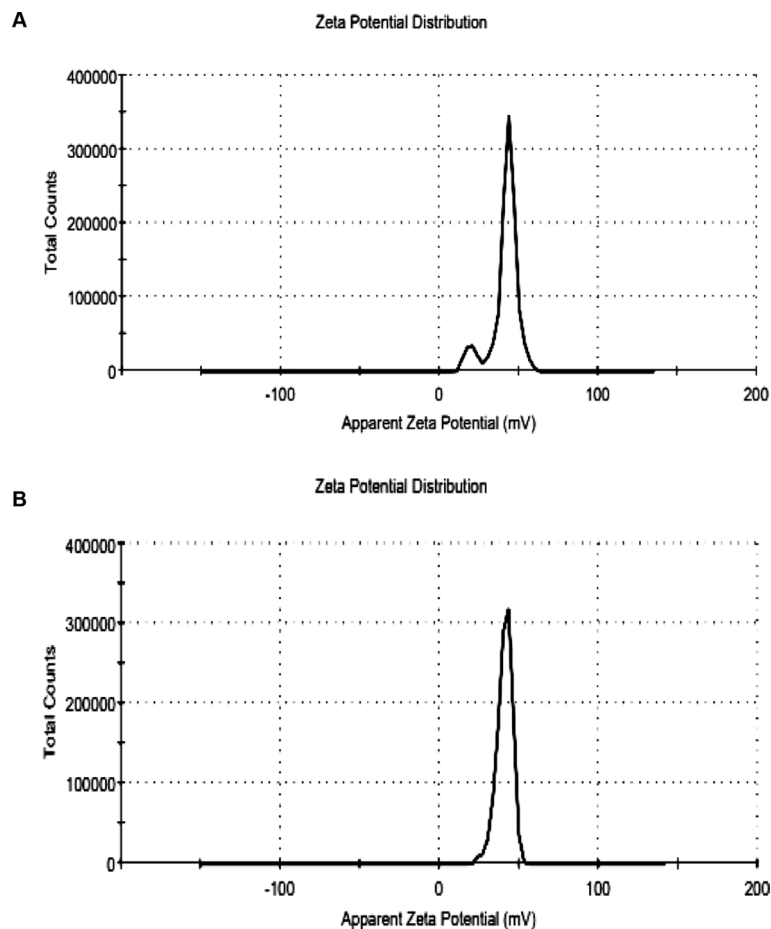 A
Zeta Potential Distribution
400000
300000
200000
100000
0
Total Counts
-100 0 100 200
Apparent Zeta Potential (mV)
B
Zeta Potential Distribution
400000
300000
200000
100000
0
Total Counts
-100 0 100 200
Apparent Zeta Potential (mV)